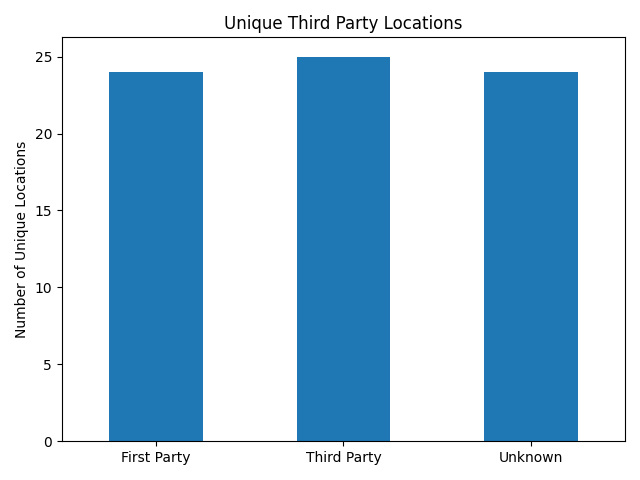 Unique Third Party Locations
Number of Unique Locations
25
20
15
10
5
0
First Party
Third Party
Unknown